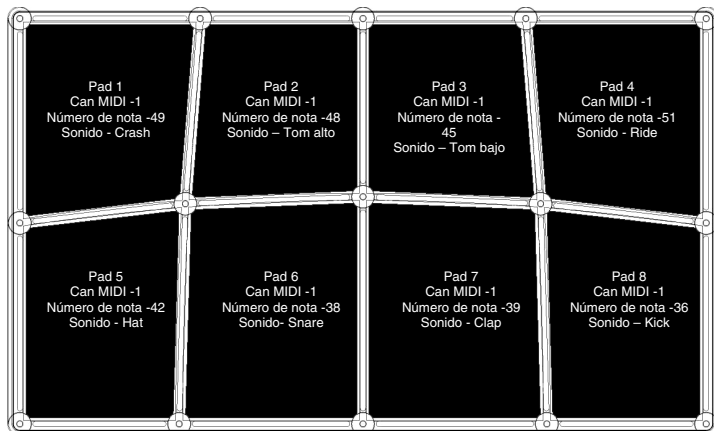 Pad 1
Can MIDI -1
Número de nota -49
Sonido - Crash
Pad 2
Can MIDI -1
Número de nota -48
Sonido – Tom alto
Pad 3
Can MIDI -1
Número de nota -
45
Sonido – Tom bajo
Pad 4
Can MIDI -1
Número de nota -51
Sonido - Ride
Pad 5
Can MIDI -1
Número de nota -42
Sonido - Hat
Pad 6
Can MIDI -1
Número de nota -38
Sonido- Snare
Pad 7
Can MIDI -1
Número de nota -39
Sonido - Clap
Pad 8
Can MIDI -1
Número de nota -36
Sonido – Kick